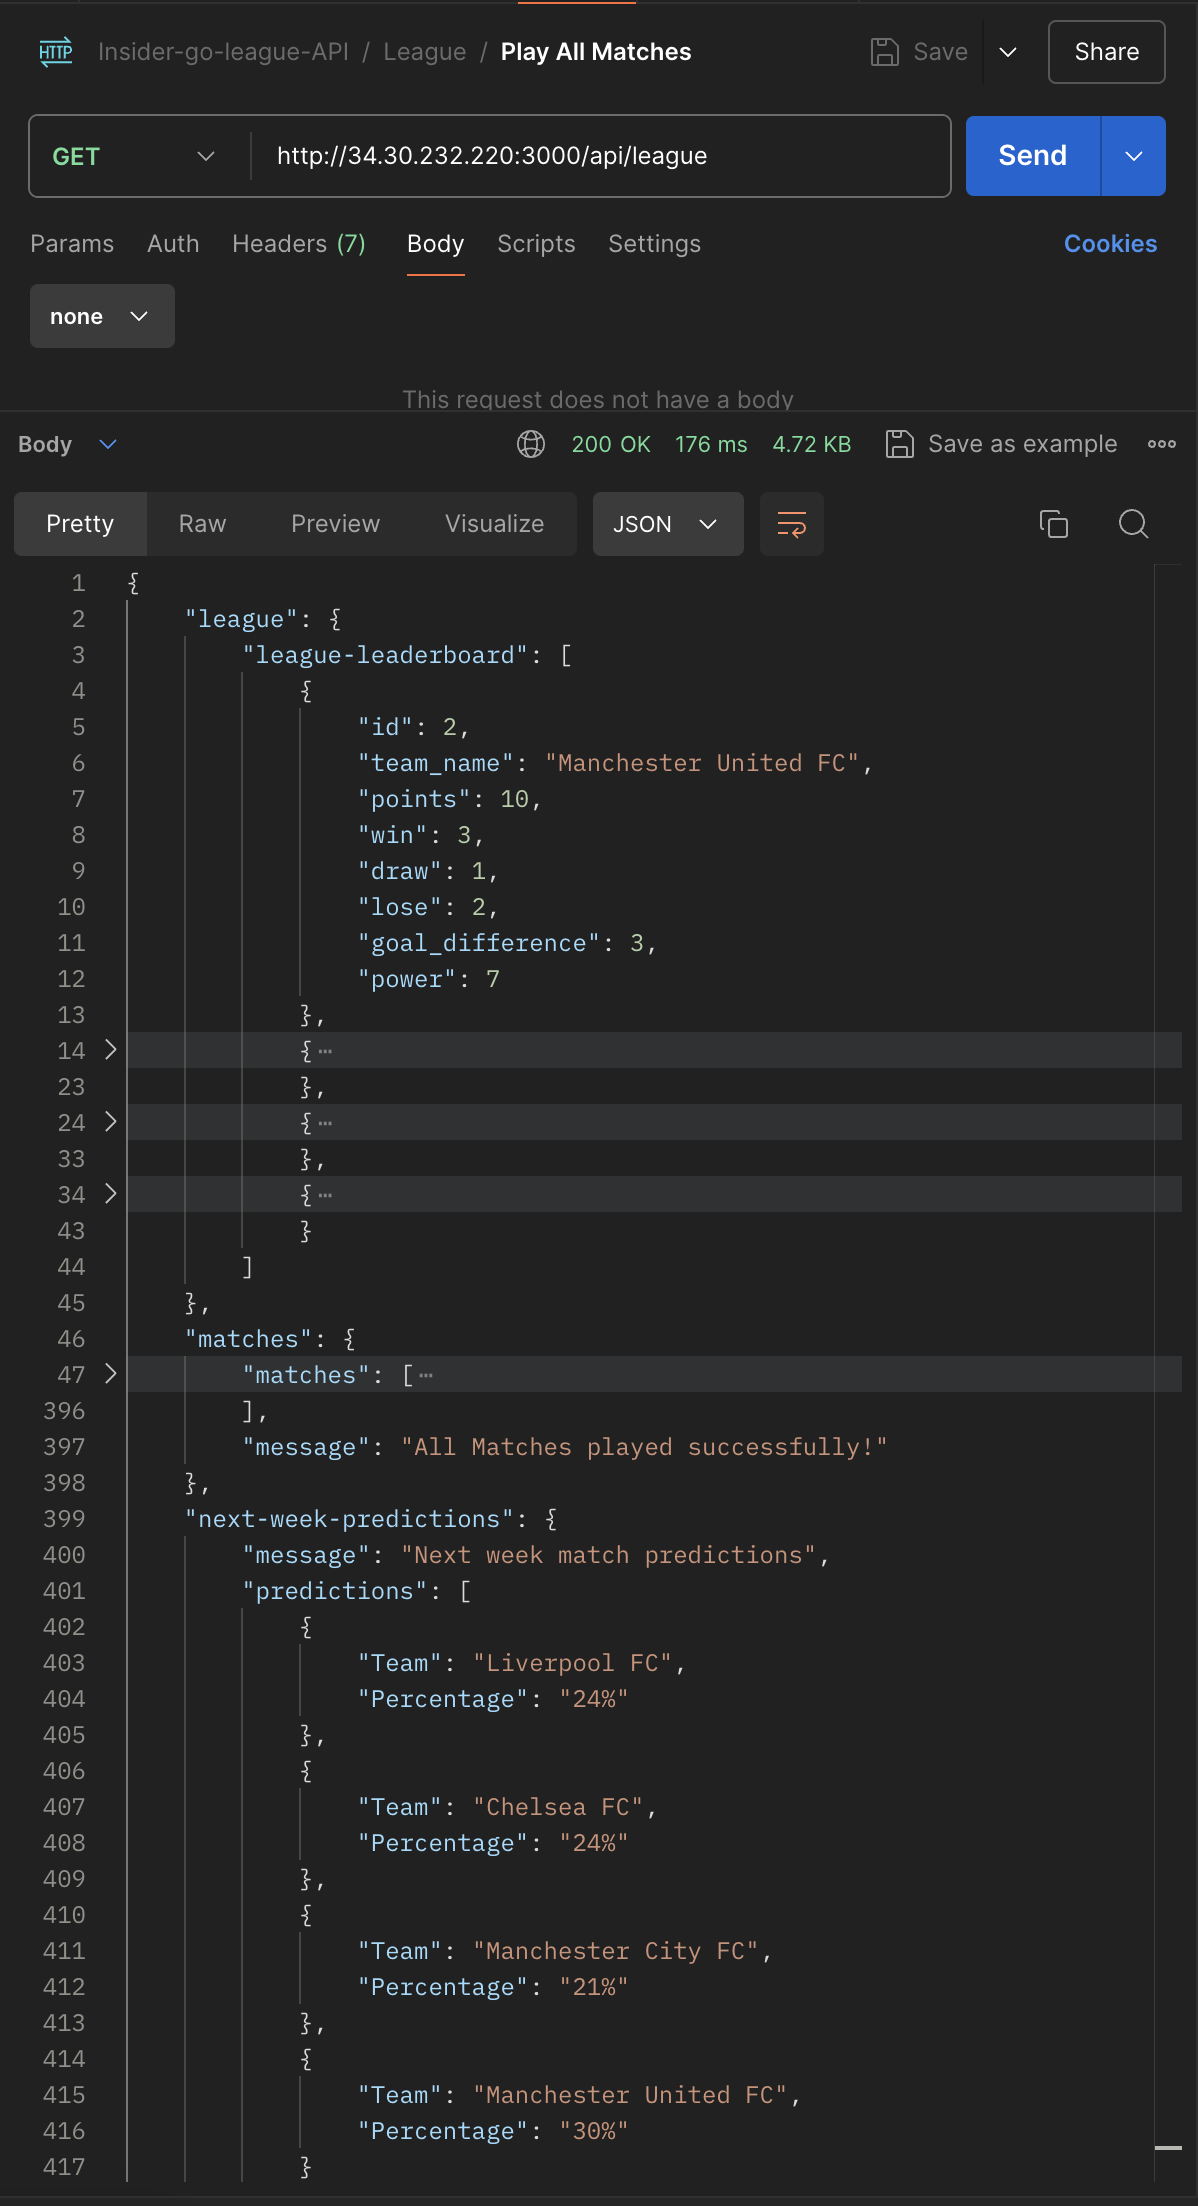 HTTP Insider-go-league-API / League / Play All Matches Save Share
GET http://34.30.232.220:3000/api/league Send
Params Auth Headers (7) Body Scripts Settings Cookies
none
This request does not have a body
Body 200 OK 176 ms 4.72 KB Save as example
Pretty Raw Preview Visualize JSON
1 {
2 "league": {
3 "league-leaderboard": [
4 {
5 "id": 2,
6 "team_name": "Manchester United FC",
7 "points": 10,
8 "win": 3,
9 "draw": 1,
10 "lose": 2,
11 "goal_difference": 3,
12 "power": 7
13 },
14 { ⋯
23 },
24 { ⋯
33 },
34 { ⋯
43 }
44 ]
45 },
46 "matches": {
47 "matches": [ ⋯
396 ],
397 "message": "All Matches played successfully!"
398 },
399 "next-week-predictions": {
400 "message": "Next week match predictions",
401 "predictions": [
402 {
403 "Team": "Liverpool FC",
404 "Percentage": "24%"
405 },
406 {
407 "Team": "Chelsea FC",
408 "Percentage": "24%"
409 },
410 {
411 "Team": "Manchester City FC",
412 "Percentage": "21%"
413 },
414 {
415 "Team": "Manchester United FC",
416 "Percentage": "30%"
417 }